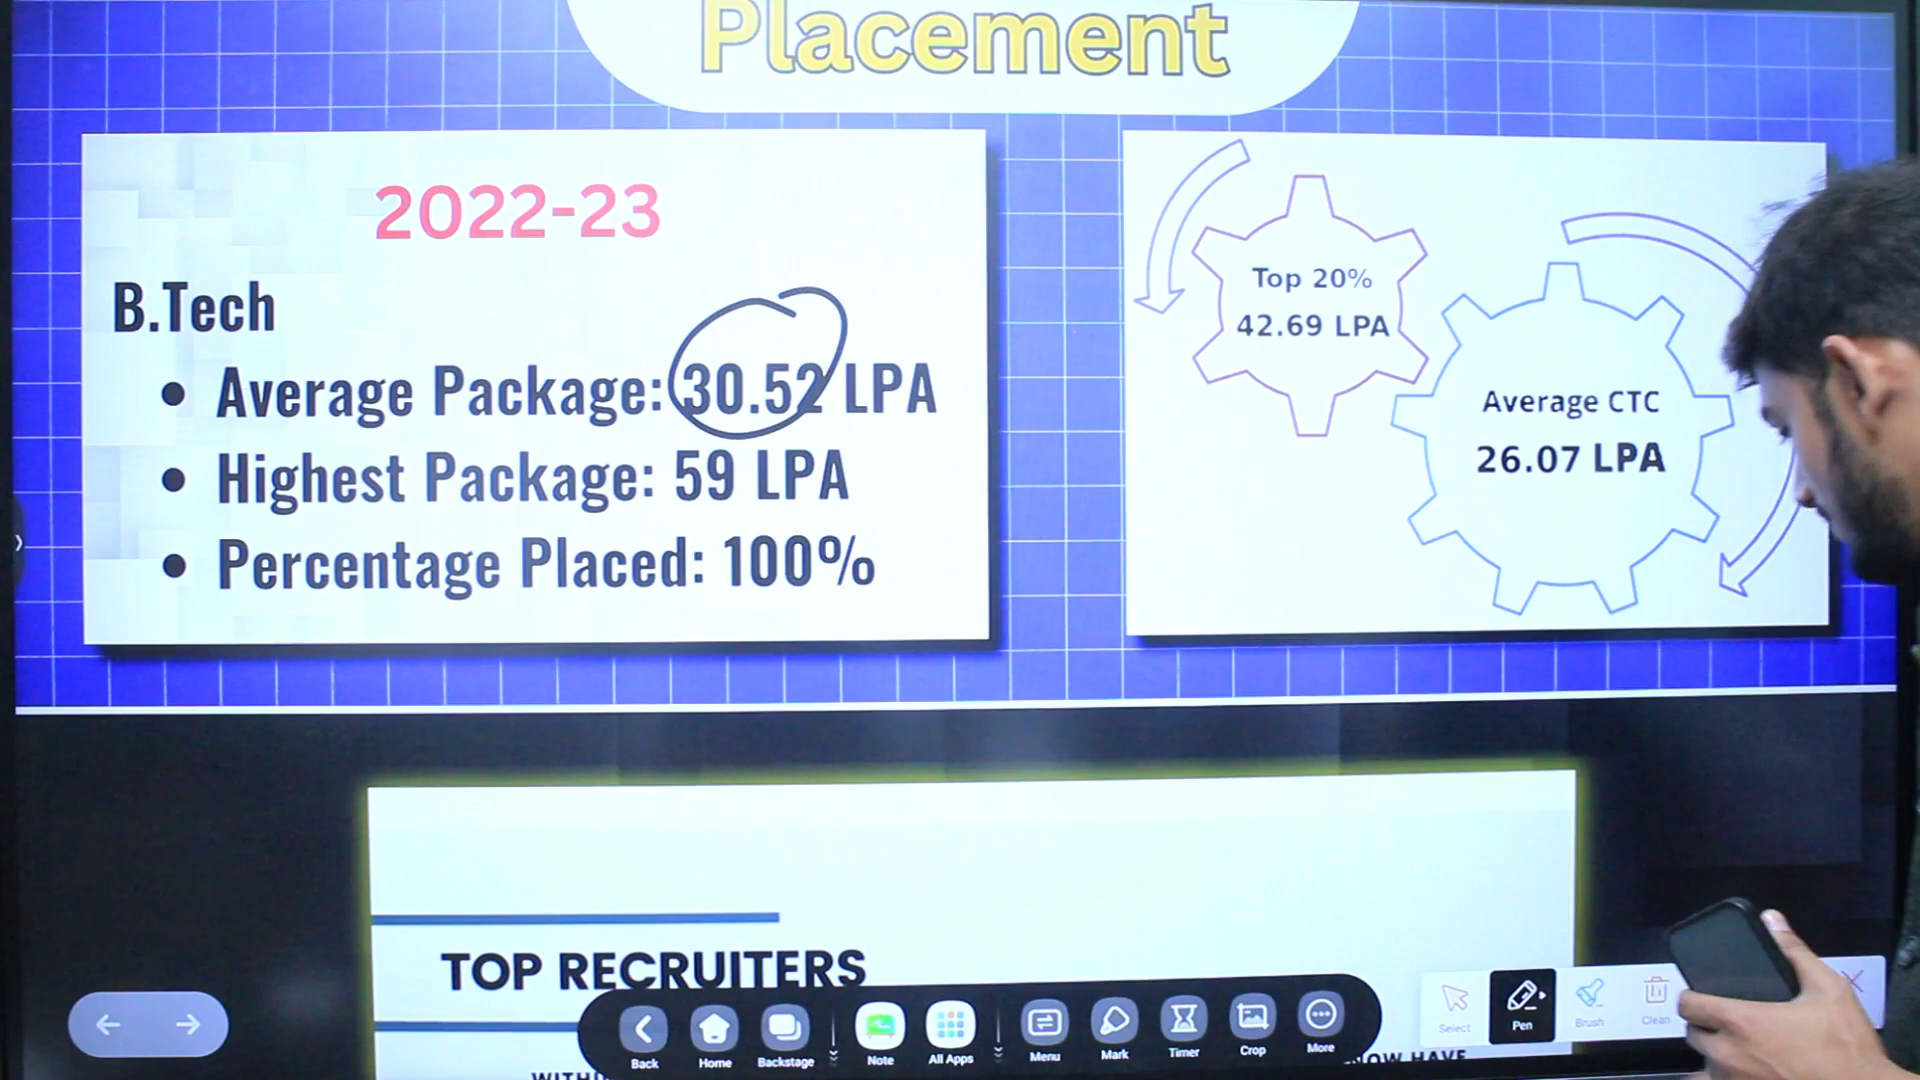 Placement
2022-23
B.Tech
• Average Package: 30.52 LPA
• Highest Package: 59 LPA
• Percentage Placed: 100%
Top 20%
42.69 LPA
Average CTC
26.07 LPA
TOP RECRUITERS
Back
Home
Backstage
Note
All Apps
Menu
Mark
Timer
Crop
More
Select
Pen
Brush
Clean